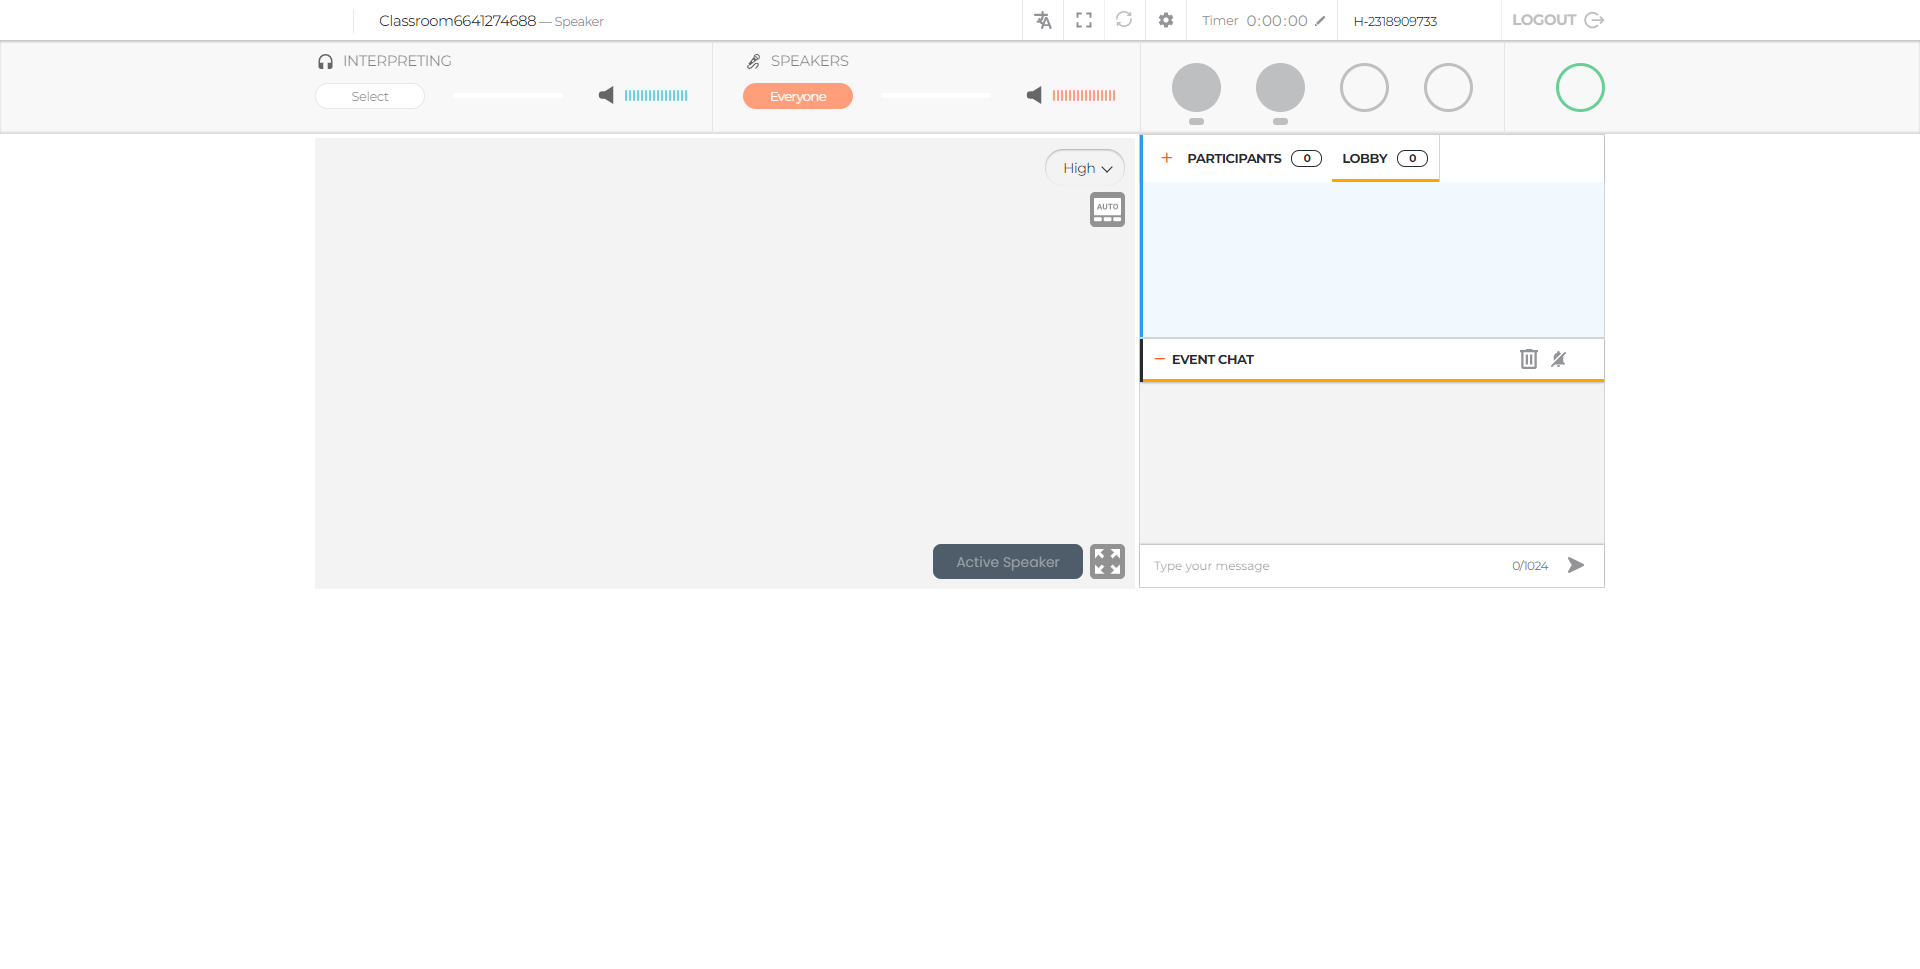 Classroom6641274688 — Speaker
Timer 0:00:00
H-2318909733
LOGOUT
INTERPRETING
Select
SPEAKERS
Everyone
High
AUTO
Active Speaker
+ PARTICIPANTS 0
LOBBY 0
− EVENT CHAT
Type your message
0/1024